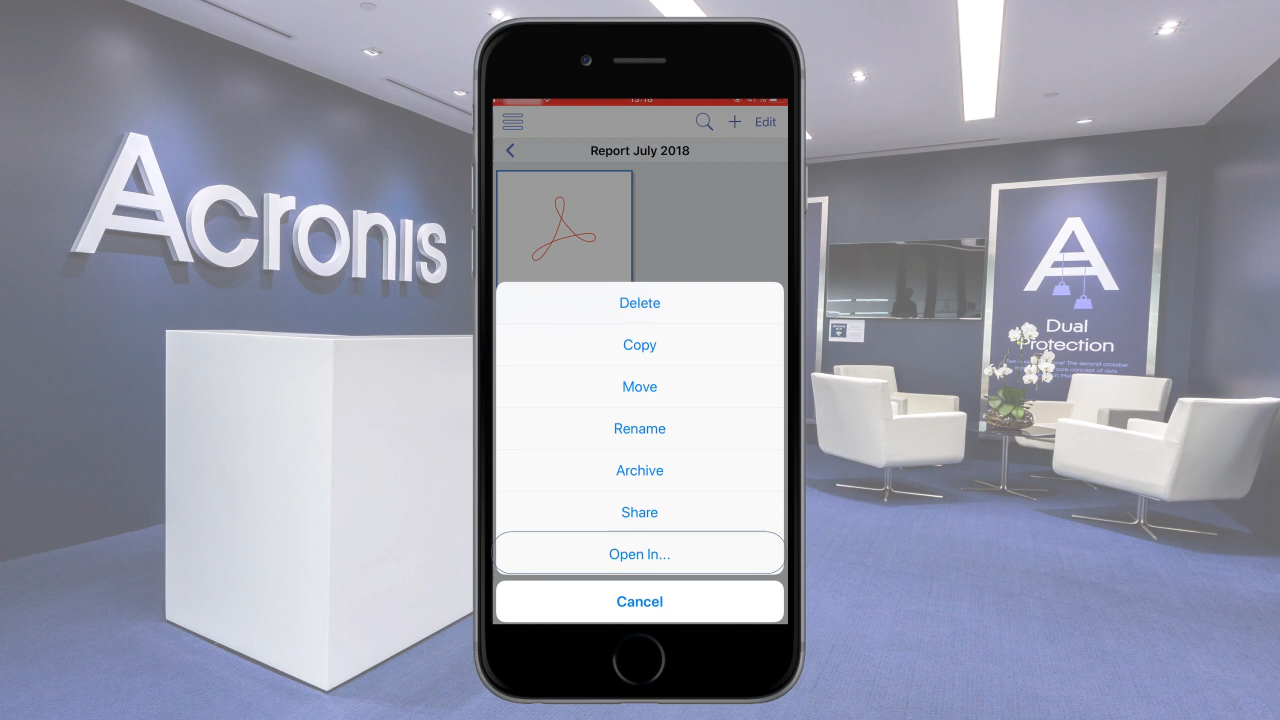 Acronis
Report July 2018
Edit
Delete
Copy
Move
Rename
Archive
Share
Open In...
Cancel
Dual
Protection